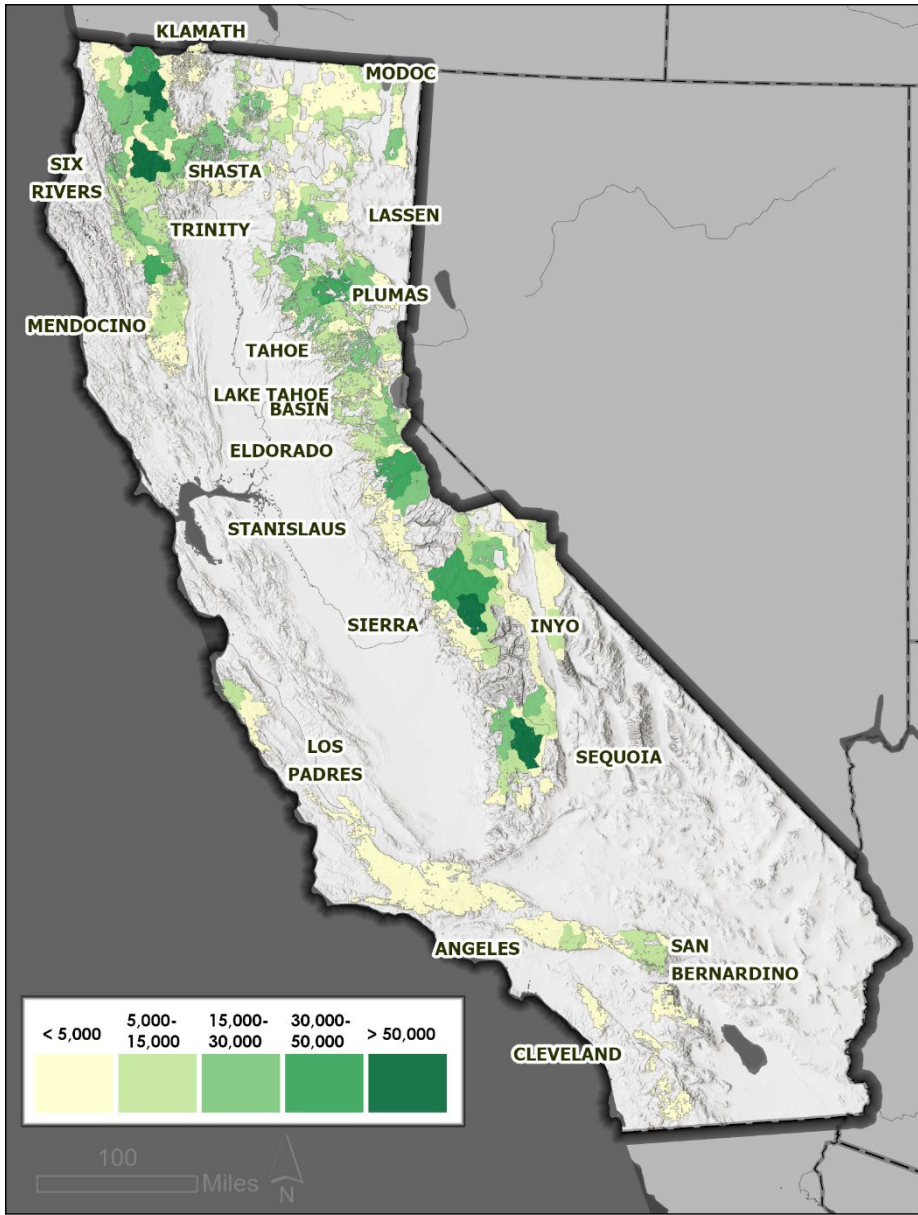 KLAMATH
MODOC
SIX
RIVERS
SHASTA
LASSEN
TRINITY
PLUMAS
MENDOCINO
TAHOE
LAKE TAHOE
BASIN
ELDORADO
STANISLAUS
SIERRA
INYO
LOS
PADRES
SEQUOIA
ANGELES
SAN
BERNARDINO
CLEVELAND
< 5,000
5,000-
15,000
15,000-
30,000
30,000-
50,000
> 50,000
100
Miles
N